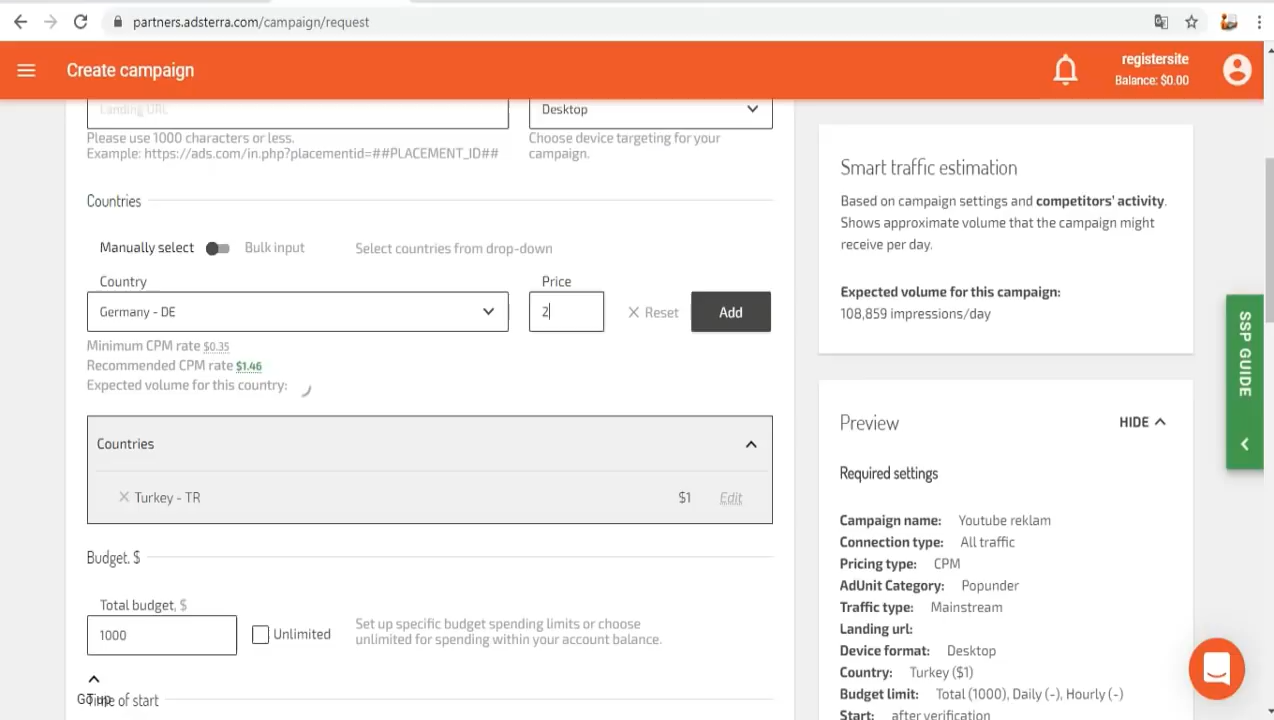 partners.adsterra.com/campaign/request
Create campaign
registersite
Balance: $0.00
Landing URL
Desktop
Please use 1000 characters or less.
Example: https://ads.com/in.php?placementid=##PLACEMENT_ID##
Choose device targeting for your
campaign.
Countries
Manually select
Bulk input
Select countries from drop-down
Country
Price
Germany - DE
2
Reset
Add
Minimum CPM rate $0.35
Recommended CPM rate $1.46
Expected volume for this country:
Countries
Turkey - TR
$1
Edit
Budget, $
Total budget, $
1000
Unlimited
Set up specific budget spending limits or choose
unlimited for spending within your account balance.
GO up
Time of start
Smart traffic estimation
Based on campaign settings and competitors' activity.
Shows approximate volume that the campaign might
receive per day.
Expected volume for this campaign:
108,859 impressions/day
SSP GUIDE
Preview
HIDE
Required settings
Campaign name: Youtube reklam
Connection type: All traffic
Pricing type: CPM
AdUnit Category: Popunder
Traffic type: Mainstream
Landing url:
Device format: Desktop
Country: Turkey ($1)
Budget limit: Total (1000), Daily (-), Hourly (-)
Start: after verification